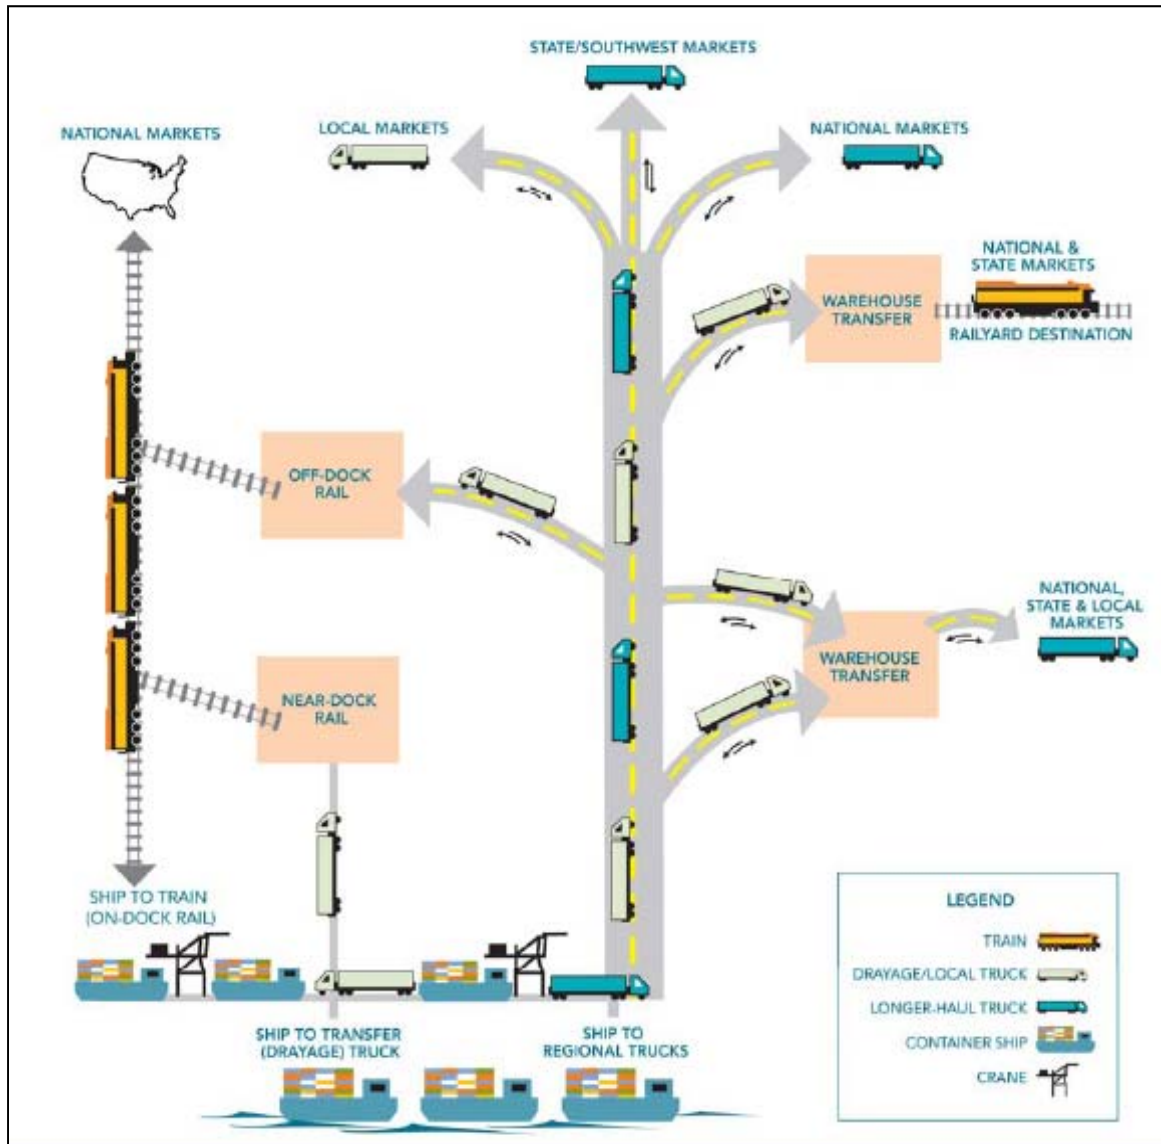 STATE/SOUTHWEST MARKETS
LOCAL MARKETS
NATIONAL MARKETS
NATIONAL MARKETS
NATIONAL &
STATE MARKETS
WAREHOUSE
TRANSFER
RAILYARD DESTINATION
OFF-DOCK
RAIL
NATIONAL,
STATE & LOCAL
MARKETS
WAREHOUSE
TRANSFER
NEAR-DOCK
RAIL
SHIP TO TRAIN
(ON-DOCK RAIL)
SHIP TO TRANSFER
(DRAYAGE) TRUCK
SHIP TO
REGIONAL TRUCKS
LEGEND
TRAIN
DRAYAGE/LOCAL TRUCK
LONGER-HAUL TRUCK
CONTAINER SHIP
CRANE